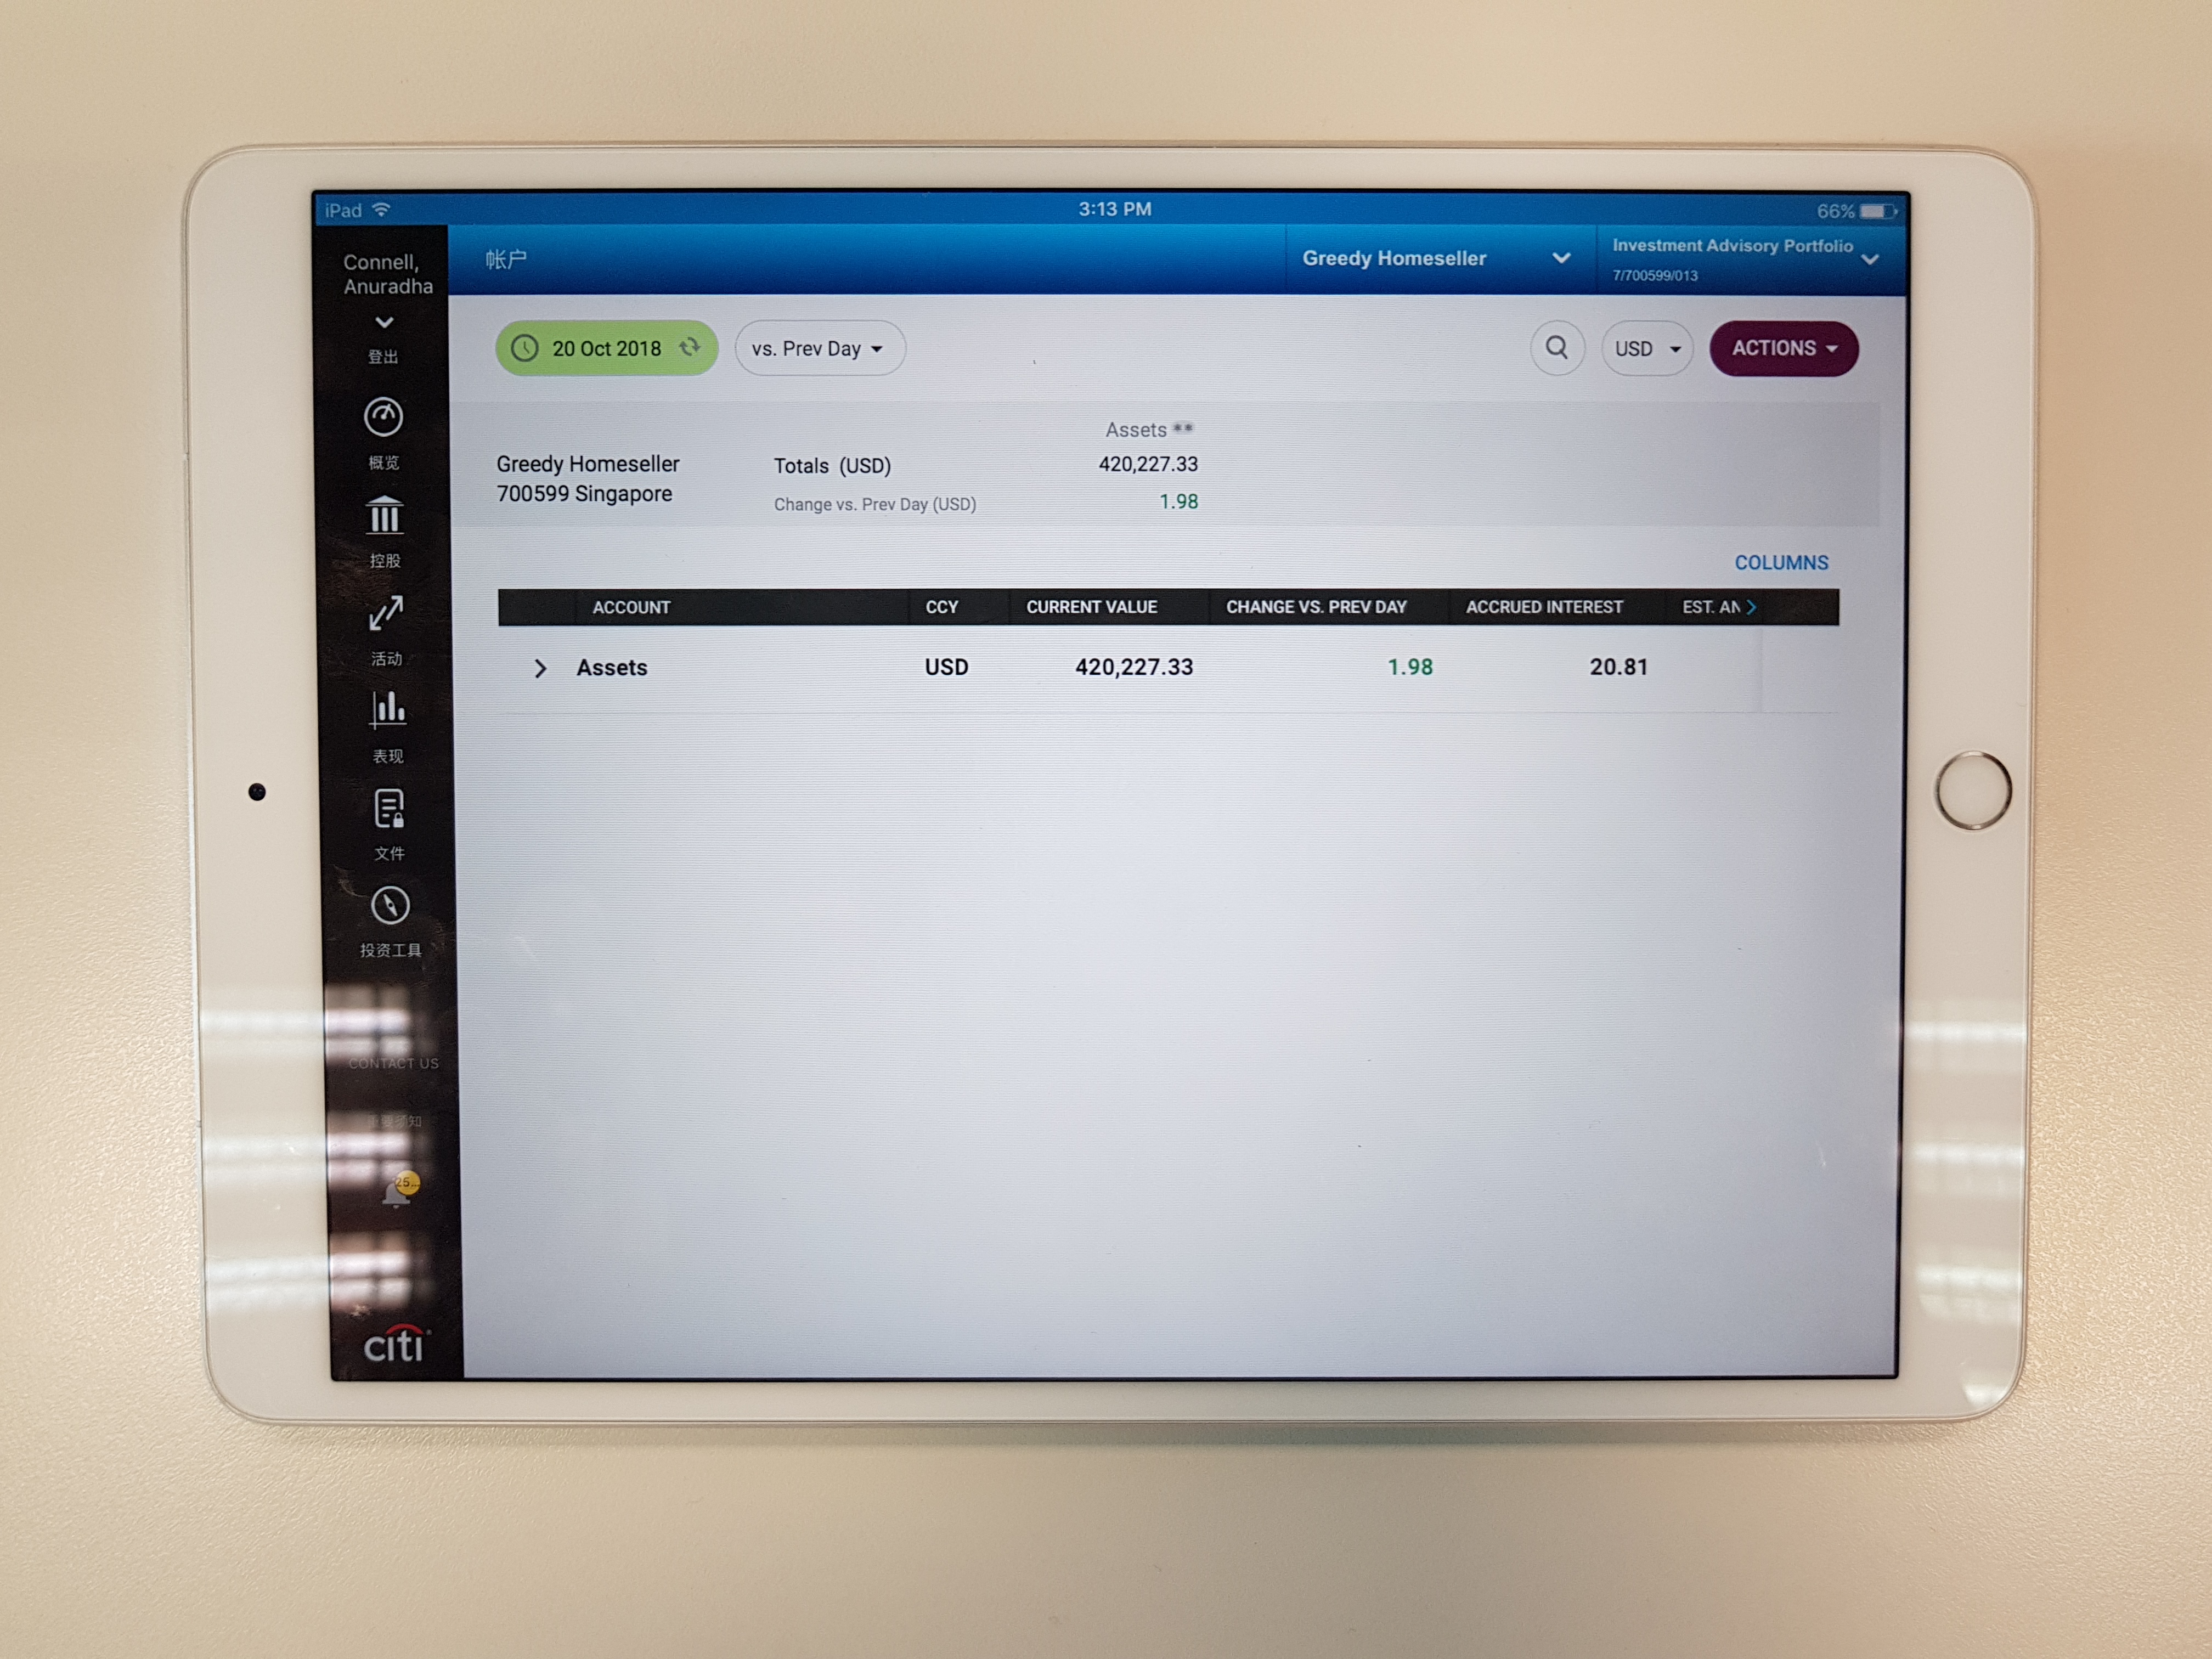 iPad
3:13 PM
66%
Connell,
Anuradha
帐户
Greedy Homeseller
Investment Advisory Portfolio
7/700599/013
登出
概览
控股
活动
表现
文件
投资工具
CONTACT US
须知
25...
citi
20 Oct 2018
vs. Prev Day
USD
ACTIONS
Assets **
Greedy Homeseller
Totals (USD)
420,227.33
700599 Singapore
Change vs. Prev Day (USD)
1.98
COLUMNS
ACCOUNT
CCY
CURRENT VALUE
CHANGE VS. PREV DAY
ACCRUED INTEREST
EST. AN
Assets
USD
420,227.33
1.98
20.81